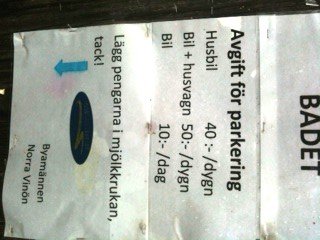 BADET
Avgift för parkering
Husbil 40:- /dygn
Bil + husvagn 50:- /dygn
Bil 10:- /dag
Lägg pengarna i mjölkkrukan,
tack!
Byamännen
Norra Vinön